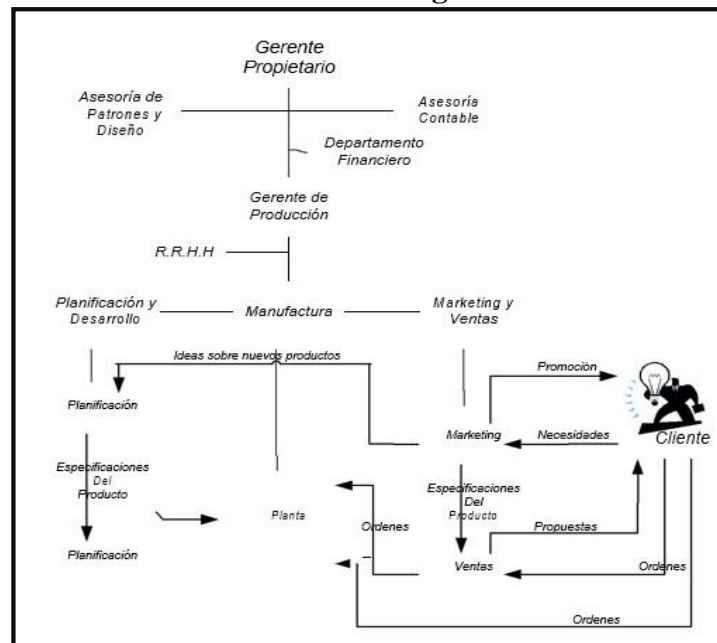 Gerente
Propietario
Asesoría de
Patrones y
Diseño
Asesoría
Contable
Departamento
Financiero
Gerente de
Producción
R.R.H.H
Planificación y
Desarrollo
Manufactura
Marketing y
Ventas
Ideas sobre nuevos productos
Promoción
Planificación
Marketing
Necesidades
Cliente
Especificaciones
Del
Producto
Especificaciones
Del
Producto
Planta
Ordenes
Propuestas
Planificación
Ventas
Ordenes
Ordenes